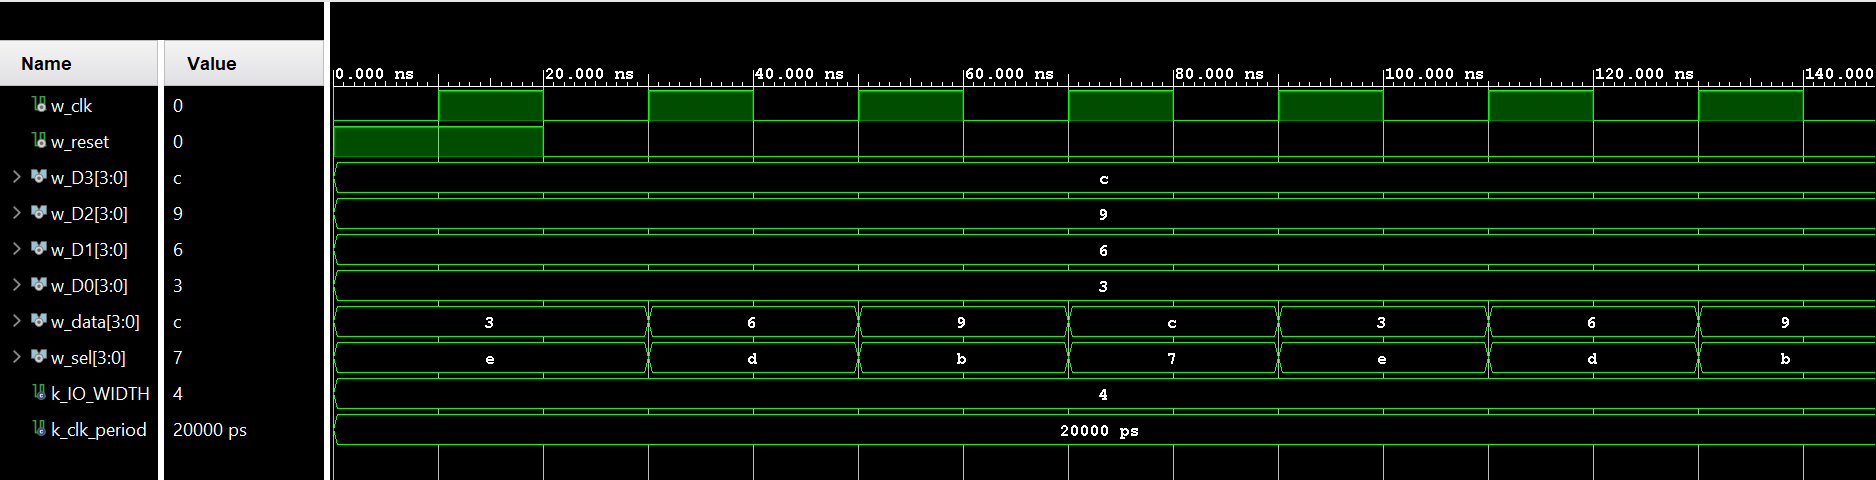 Name Value
0.000 ns 20.000 ns 40.000 ns 60.000 ns 80.000 ns 100.000 ns 120.000 ns 140.000
w_clk 0
w_reset 0
w_D3[3:0] c c
w_D2[3:0] 9 9
w_D1[3:0] 6 6
w_D0[3:0] 3 3
w_data[3:0] c 3 6 9 c 3 6 9
w_sel[3:0] 7 e d b 7 e d b
k_IO_WIDTH 4 4
k_clk_period 20000 ps 20000 ps